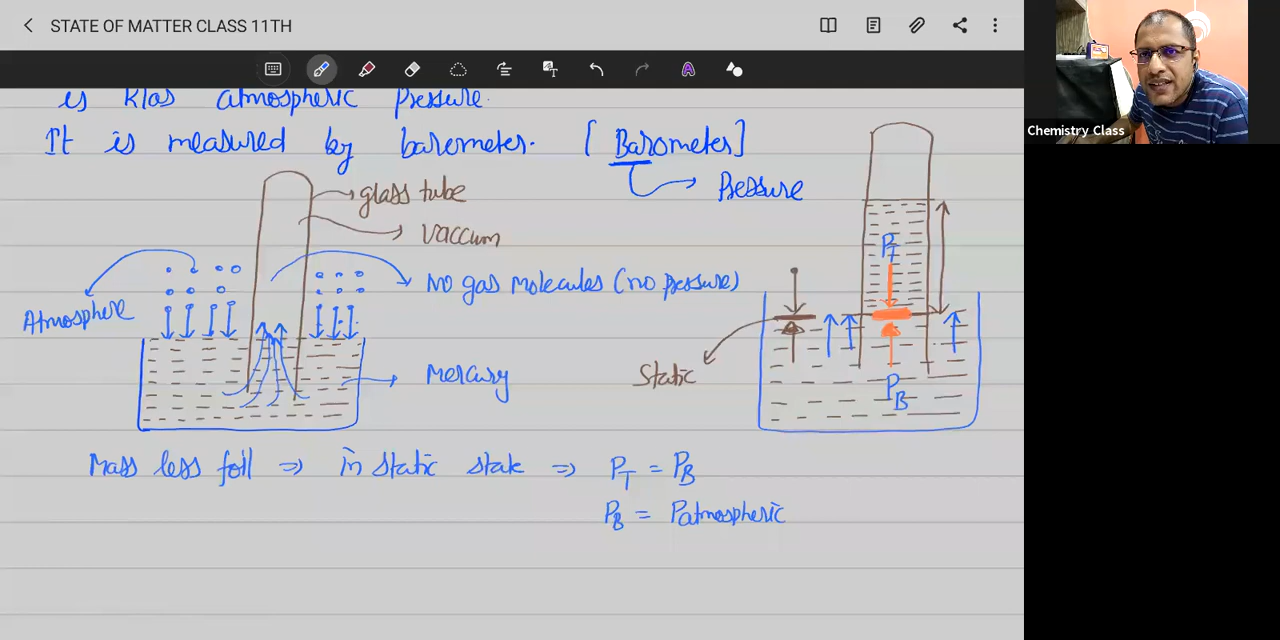 STATE OF MATTER CLASS 11TH
Chemistry Class
is k/as atmospheric pressure.
It is measured by barometer. [Barometer]
Pressure
glass tube
vaccum
No gas molecules (no pressure)
Atmosphere
Mercury
PT
Static
PB
Mass less foil ⇒ in static state ⇒ PT = PB
PB = Patmospheric